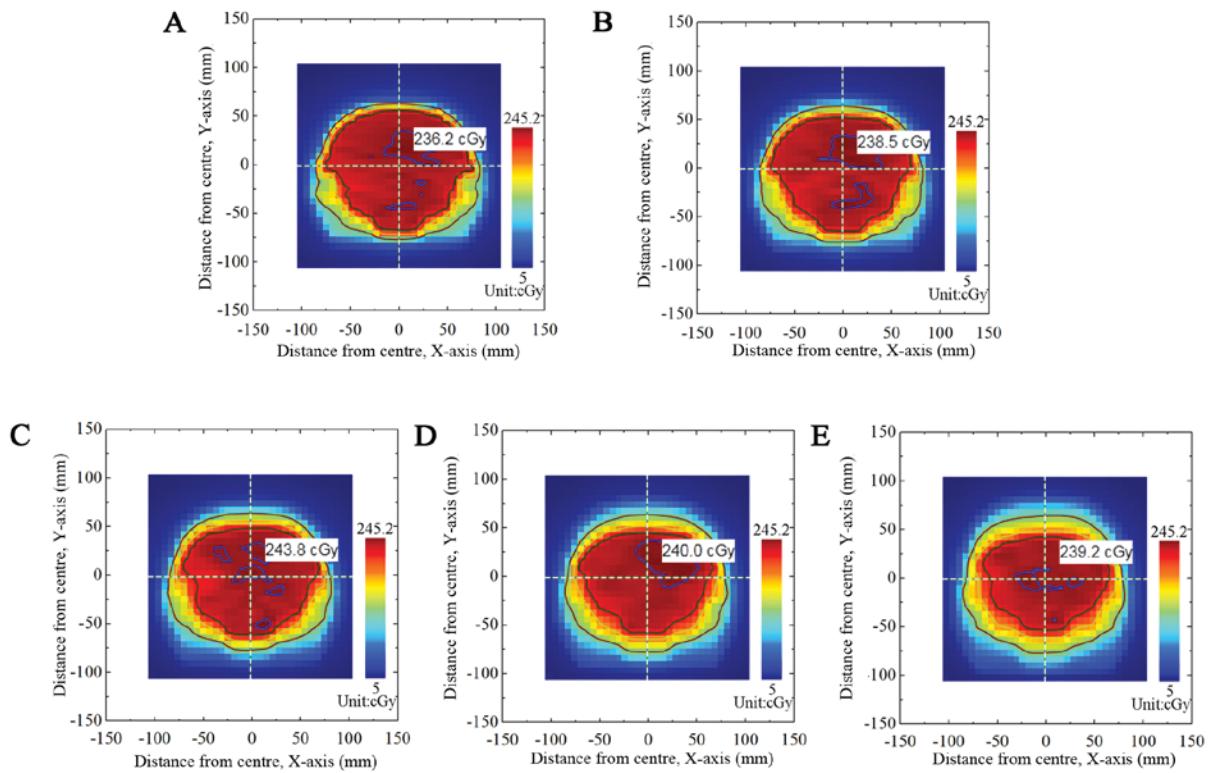 A
Distance from centre, Y-axis (mm)
150
100
50
0
-50
-100
-150
-150 -100 -50 0 50 100 150
Distance from centre, X-axis (mm)
236.2 cGy
245.2
5
Unit:cGy
B
Distance from centre, Y-axis (mm)
150
100
50
0
-50
-100
-150
-150 -100 -50 0 50 100 150
Distance from centre, X-axis (mm)
238.5 cGy
245.2
5
Unit:cGy
C
Distance from centre, Y-axis (mm)
150
100
50
0
-50
-100
-150
-150 -100 -50 0 50 100 150
Distance from centre, X-axis (mm)
243.8 cGy
245.2
5
Unit:cGy
D
Distance from centre, Y-axis (mm)
150
100
50
0
-50
-100
-150
-150 -100 -50 0 50 100 150
Distance from centre, X-axis (mm)
240.0 cGy
245.2
5
Unit:cGy
E
Distance from centre, Y-axis (mm)
150
100
50
0
-50
-100
-150
-150 -100 -50 0 50 100 150
Distance from centre, X-axis (mm)
239.2 cGy
245.2
5
Unit:cGy